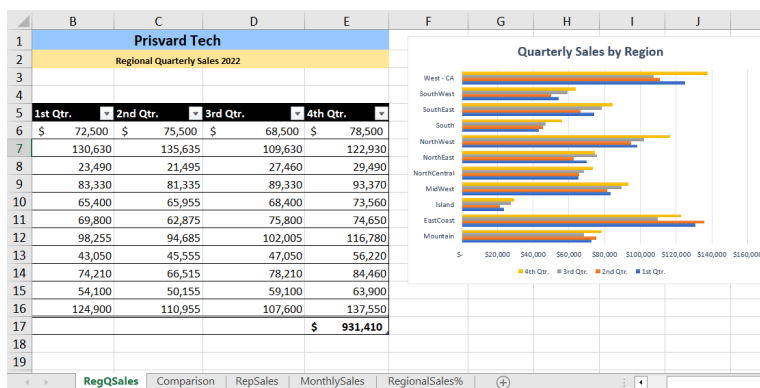 B C D E F G H I J
1 Prisvard Tech
2 Regional Quarterly Sales 2022
3
4
5 1st Qtr. 2nd Qtr. 3rd Qtr. 4th Qtr.
6 $ 72,500 $ 75,500 $ 68,500 $ 78,500
7 130,630 135,635 109,630 122,930
8 23,490 21,495 27,460 29,490
9 83,330 81,335 89,330 93,370
10 65,400 65,955 68,400 73,560
11 69,800 62,875 75,800 74,650
12 98,255 94,685 102,005 116,780
13 43,050 45,555 47,050 56,220
14 74,210 66,515 78,210 84,460
15 54,100 50,155 59,100 63,900
16 124,900 110,955 107,600 137,550
17 $ 931,410
18
19
Quarterly Sales by Region
West - CA
SouthWest
SouthEast
South
NorthWest
NorthEast
NorthCentral
MidWest
Island
EastCoast
Mountain
$- $20,000 $40,000 $60,000 $80,000 $100,000 $120,000 $140,000 $160,000
4th Qtr. 3rd Qtr. 2nd Qtr. 1st Qtr.
RegQSales Comparison RepSales MonthlySales RegionalSales%